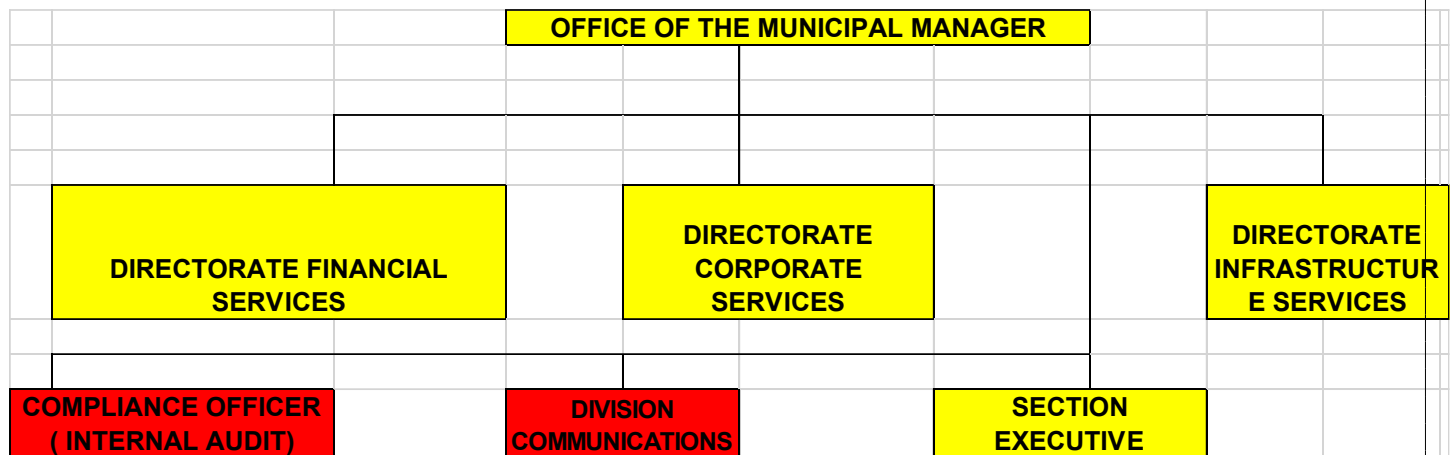 OFFICE OF THE MUNICIPAL MANAGER
DIRECTORATE FINANCIAL
SERVICES
DIRECTORATE
CORPORATE
SERVICES
DIRECTORATE
INFRASTRUCTUR
E SERVICES
COMPLIANCE OFFICER
( INTERNAL AUDIT)
DIVISION
COMMUNICATIONS
SECTION
EXECUTIVE